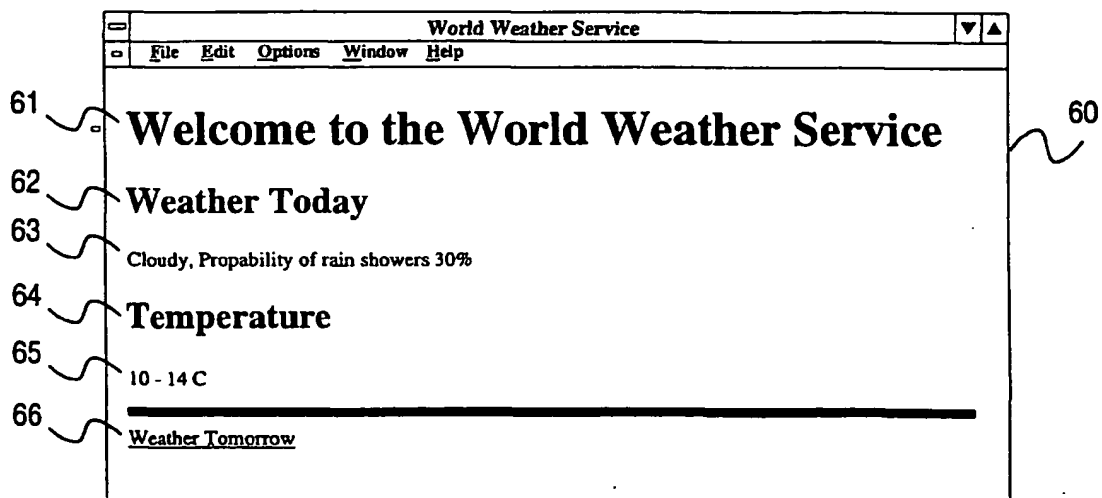 World Weather Service
File Edit Options Window Help
61
60
Welcome to the World Weather Service
62
Weather Today
63
Cloudy, Propability of rain showers 30%
64
Temperature
65
10 - 14 C
66
Weather Tomorrow